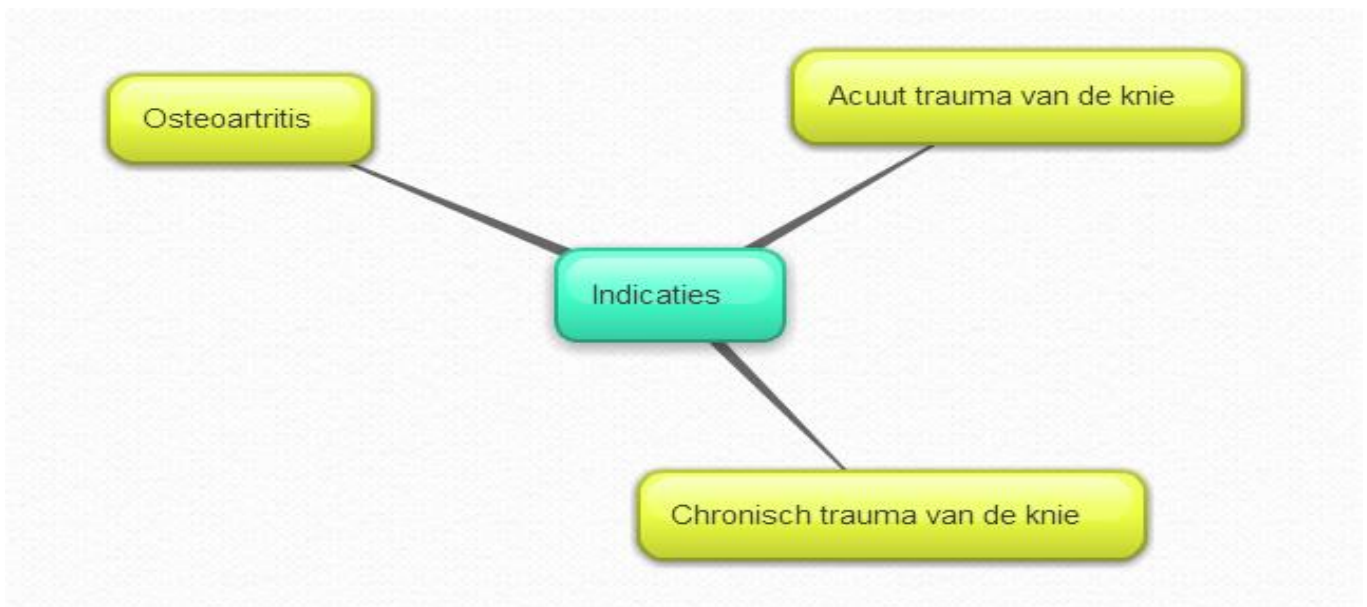 Acuut trauma van de knie
Osteoartritis
Indicaties
Chronisch trauma van de knie